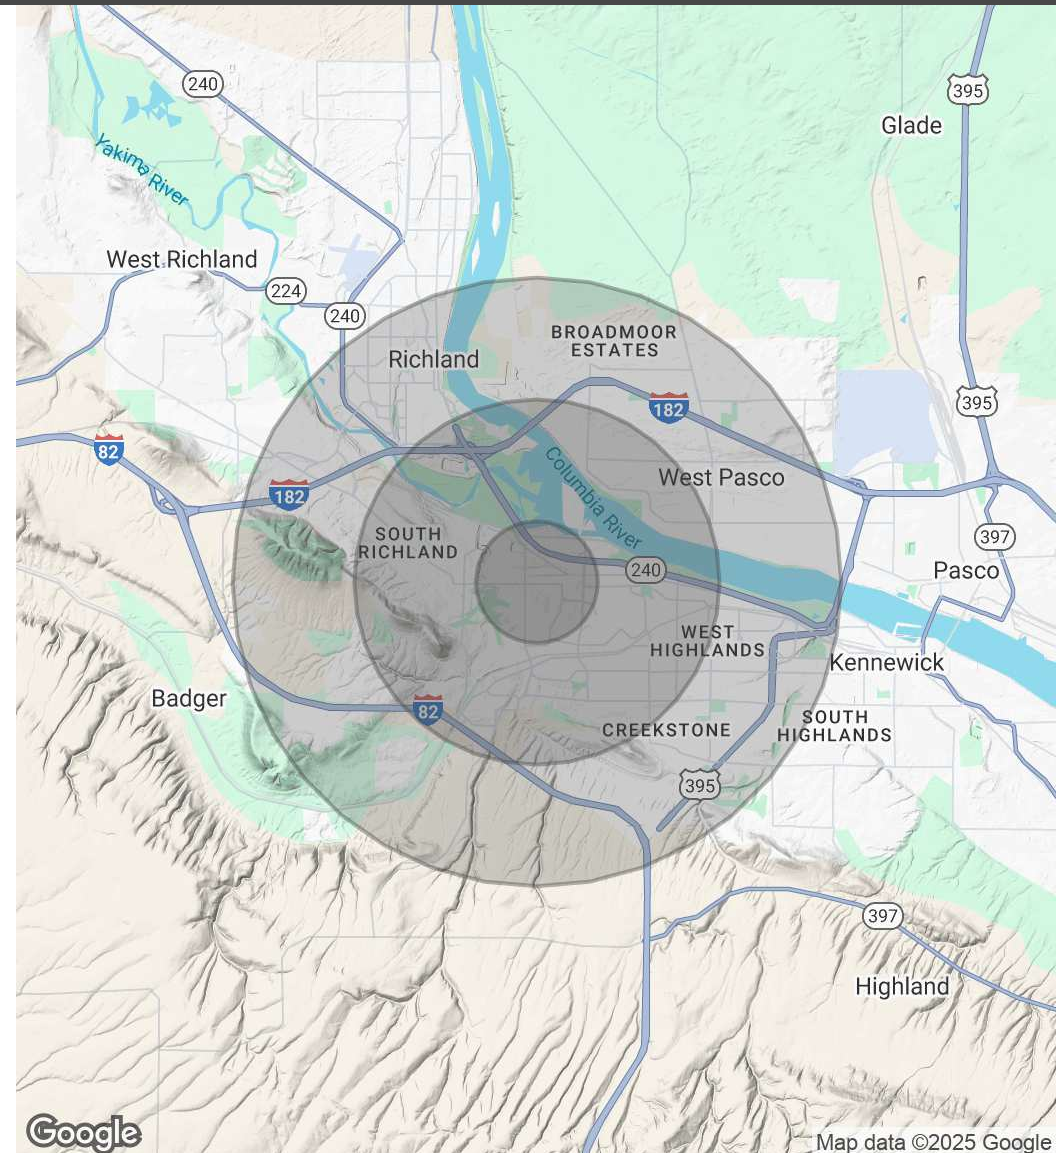 240
395
Glade
Yakima River
West Richland
224
240
BROADMOOR
ESTATES
Richland
182
395
82
182
West Pasco
Columbia River
SOUTH
RICHLAND
397
240
Pasco
WEST
HIGHLANDS
Kennewick
Badger
82
CREEKSTONE
SOUTH
HIGHLANDS
395
397
Highland
Google
Map data ©2025 Google